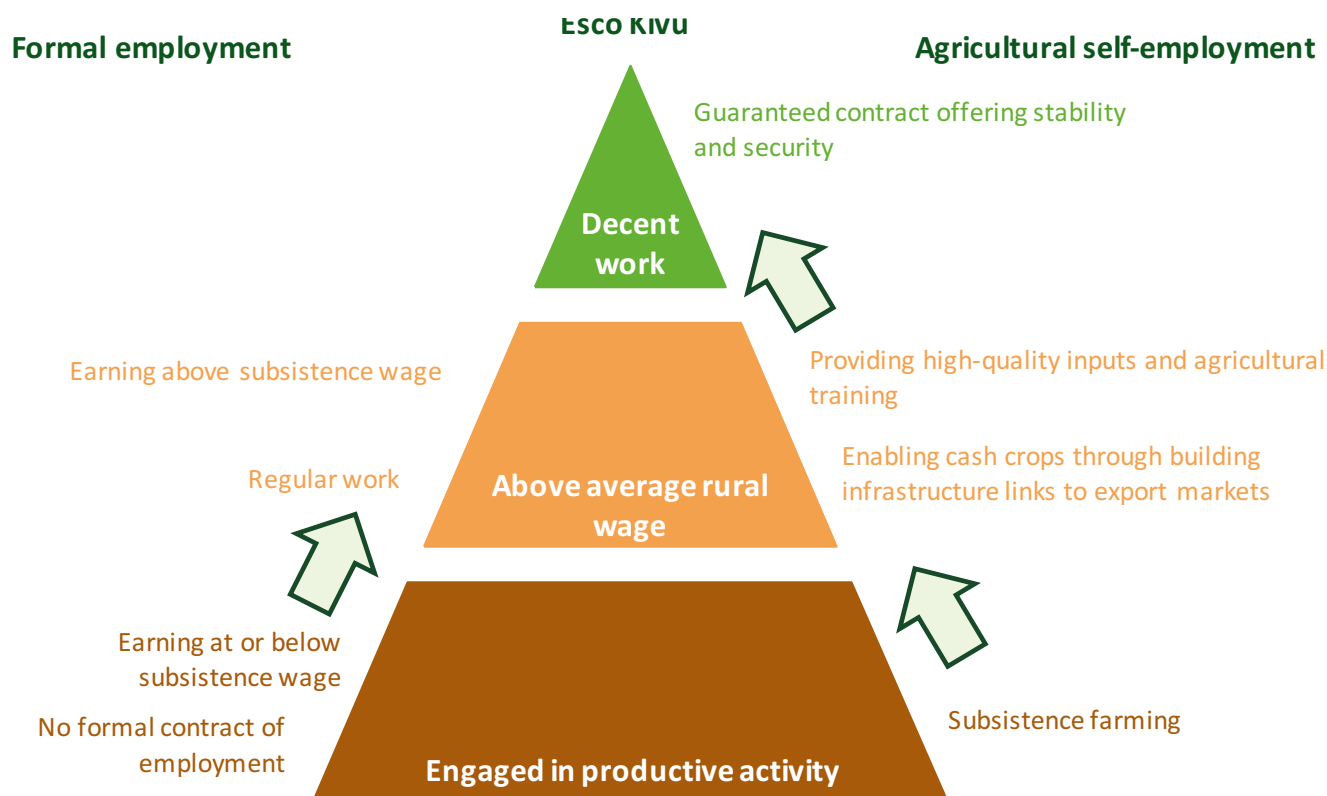 Esco Kivu
Formal employment
Agricultural self-employment
Guaranteed contract offering stability
and security
Decent
work
Earning above subsistence wage
Providing high-quality inputs and agricultural
training
Regular work
Enabling cash crops through building
infrastructure links to export markets
Above average rural
wage
Earning at or below
subsistence wage
No formal contract of
employment
Subsistence farming
Engaged in productive activity